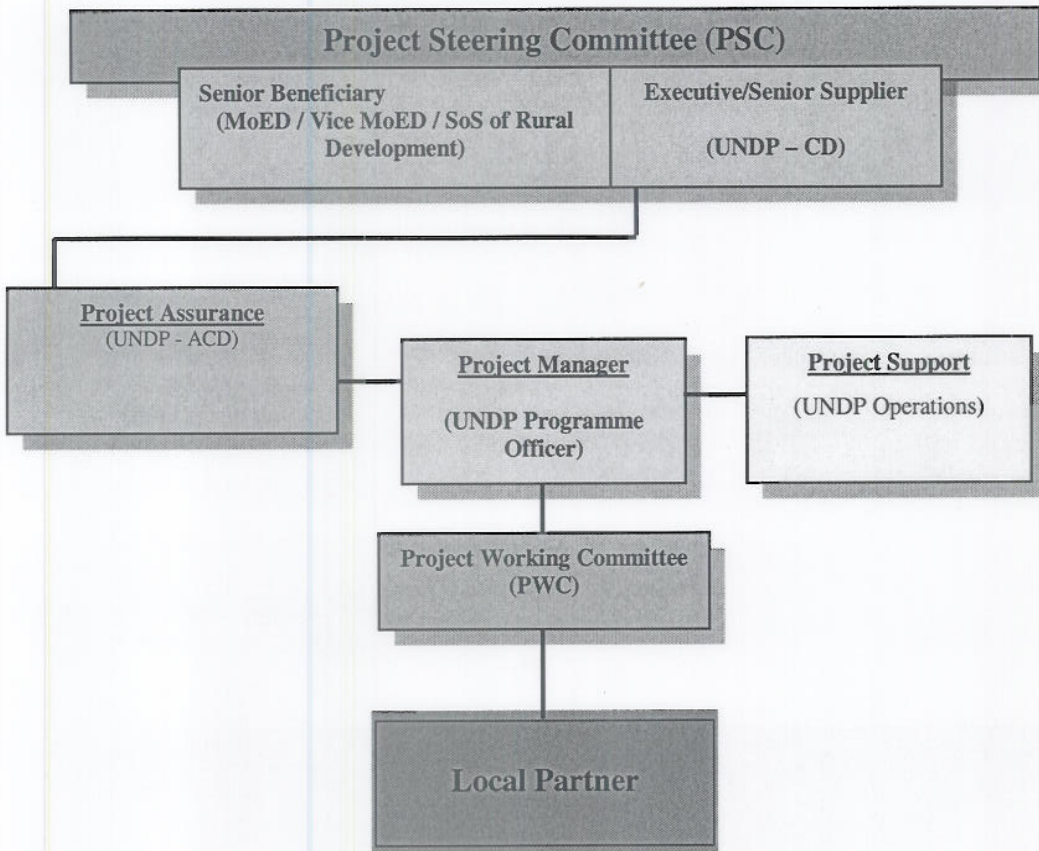 Project Steering Committee (PSC)
Senior Beneficiary
(MoED / Vice MoED / SoS of Rural
Development)
Executive/Senior Supplier
(UNDP – CD)
Project Assurance
(UNDP - ACD)
Project Manager
(UNDP Programme
Officer)
Project Support
(UNDP Operations)
Project Working Committee
(PWC)
Local Partner